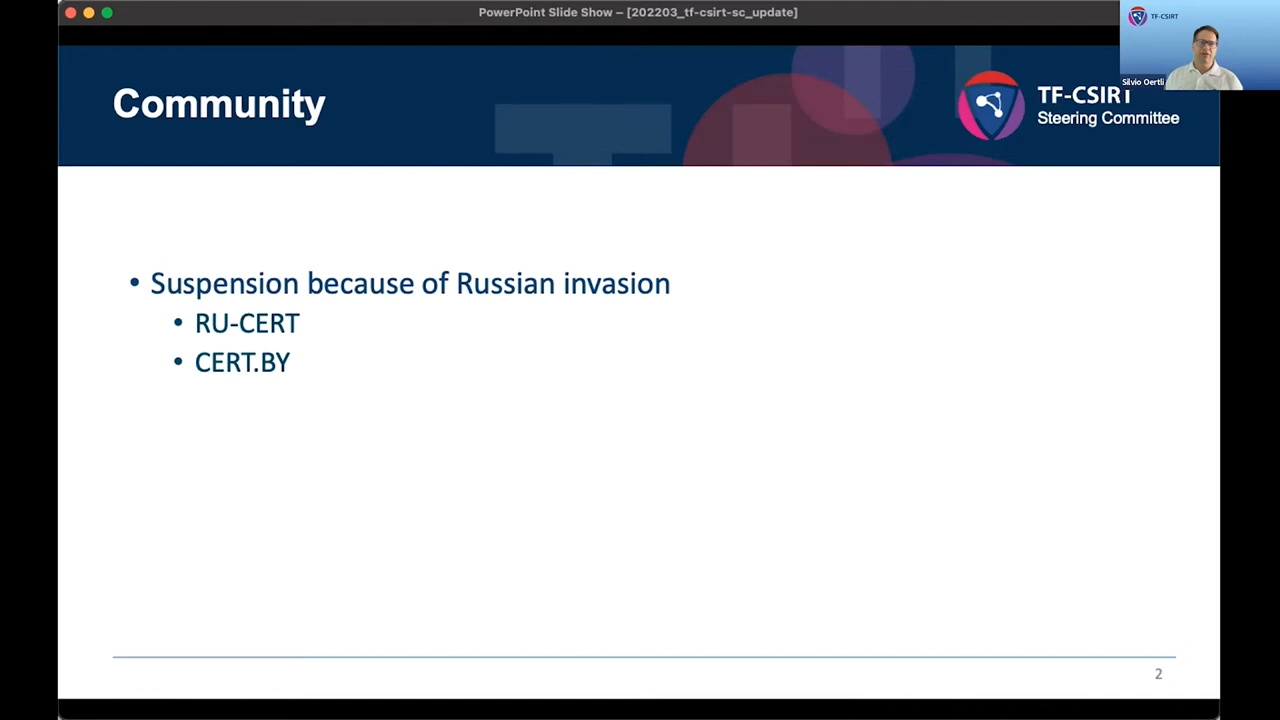 PowerPoint Slide Show – [202203_tf-csirt-sc_update]
TF-CSIRT
Silvio Oertli
Community
TF-CSIRT
Steering Committee
• Suspension because of Russian invasion
• RU-CERT
• CERT.BY
2